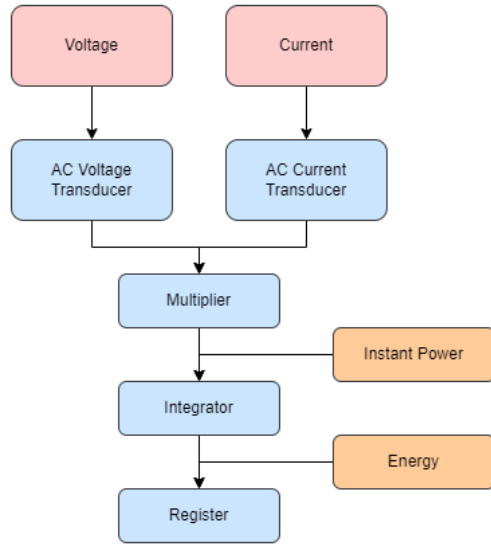 Voltage
Current
AC Voltage
Transducer
AC Current
Transducer
Multiplier
Instant Power
Integrator
Energy
Register